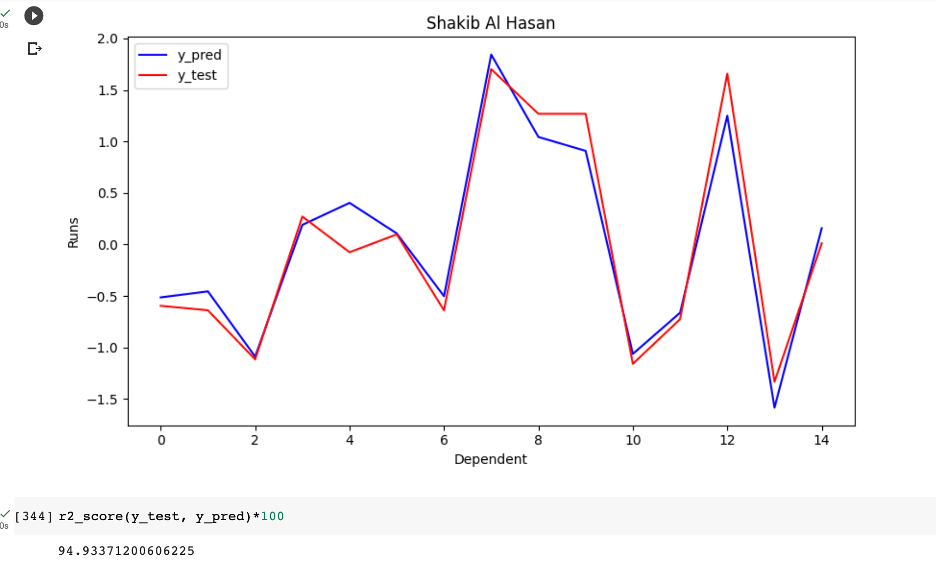 0s
Shakib Al Hasan
y_pred
y_test
2.0
1.5
1.0
0.5
0.0
−0.5
−1.0
−1.5
Runs
0 2 4 6 8 10 12 14
Dependent
[344] r2_score(y_test, y_pred)*100
0s
94.93371200606225